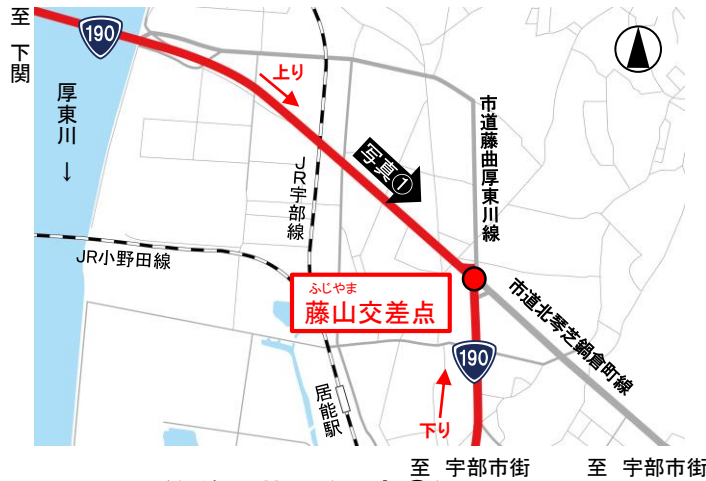 至 下関
190
上り
厚東川
↓
市道藤曲厚東川線
写真①
JR宇部線
JR小野田線
ふじやま
藤山交差点
市道北琴芝鍋倉町線
190
居能駅
下り
至 宇部市街
至 宇部市街